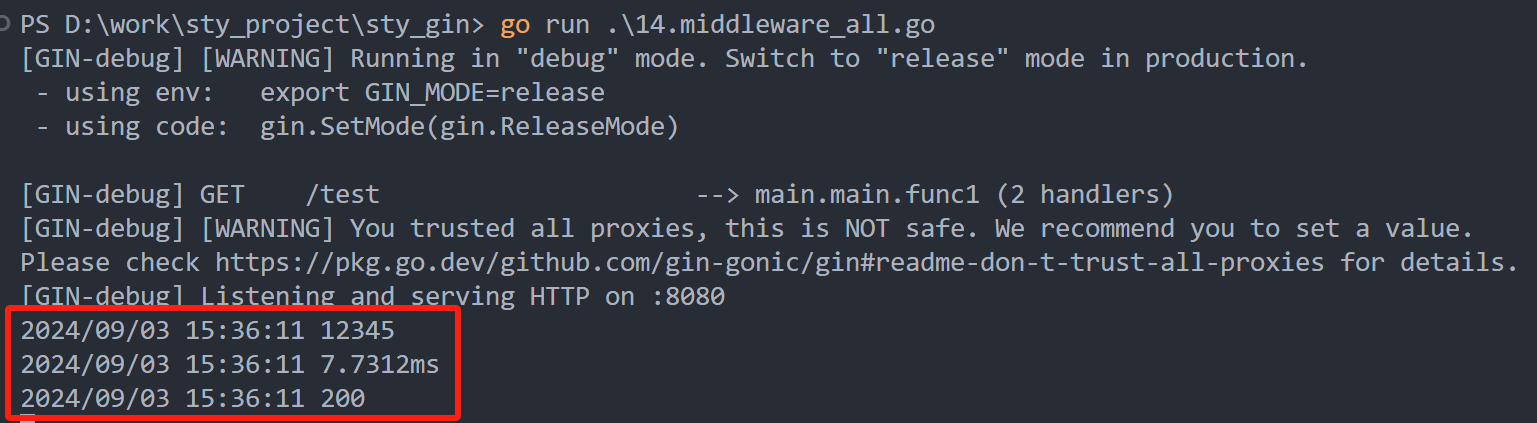 PS D:\work\sty_project\sty_gin> go run .\14.middleware_all.go
[GIN-debug] [WARNING] Running in "debug" mode. Switch to "release" mode in production.
 - using env:   export GIN_MODE=release
 - using code:  gin.SetMode(gin.ReleaseMode)
[GIN-debug] GET    /test                     --> main.main.func1 (2 handlers)
[GIN-debug] [WARNING] You trusted all proxies, this is NOT safe. We recommend you to set a value.
Please check https://pkg.go.dev/github.com/gin-gonic/gin#readme-don-t-trust-all-proxies for details.
[GIN-debug] Listening and serving HTTP on :8080
2024/09/03 15:36:11 12345
2024/09/03 15:36:11 7.7312ms
2024/09/03 15:36:11 200